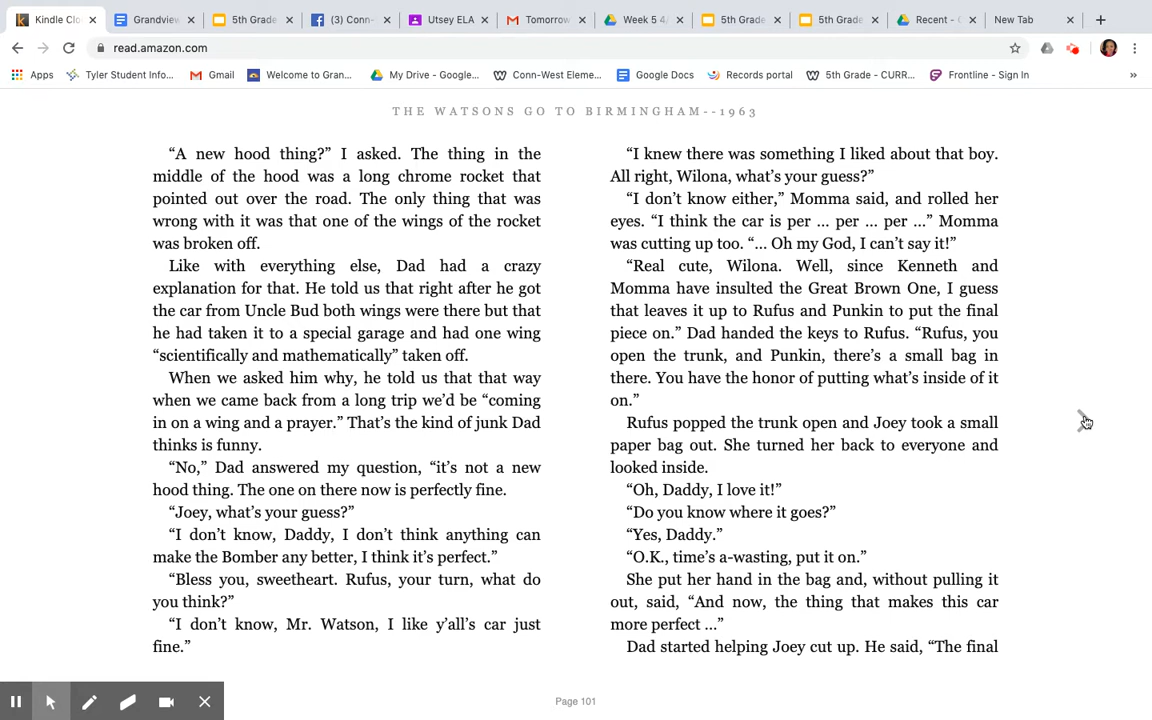 Kindle Clo
Grandview
5th Grade
(3) Conn-
Utsey ELA
Tomorrow
Week 5 4/
5th Grade
5th Grade
Recent -
New Tab
read.amazon.com
Apps
Tyler Student Info...
Gmail
Welcome to Gran...
My Drive - Google...
Conn-West Eleme...
Google Docs
Records portal
5th Grade - CURR...
Frontline - Sign In
»
THE WATSONS GO TO BIRMINGHAM--1963
“A new hood thing?” I asked. The thing in the
middle of the hood was a long chrome rocket that
pointed out over the road. The only thing that was
wrong with it was that one of the wings of the rocket
was broken off.
Like with everything else, Dad had a crazy
explanation for that. He told us that right after he got
the car from Uncle Bud both wings were there but that
he had taken it to a special garage and had one wing
“scientifically and mathematically” taken off.
When we asked him why, he told us that that way
when we came back from a long trip we’d be “coming
in on a wing and a prayer.” That’s the kind of junk Dad
thinks is funny.
“No,” Dad answered my question, “it’s not a new
hood thing. The one on there now is perfectly fine.
“Joey, what’s your guess?”
“I don’t know, Daddy, I don’t think anything can
make the Bomber any better, I think it’s perfect.”
“Bless you, sweetheart. Rufus, your turn, what do
you think?”
“I don’t know, Mr. Watson, I like y’all’s car just
fine.”
“I knew there was something I liked about that boy.
All right, Wilona, what’s your guess?”
“I don’t know either,” Momma said, and rolled her
eyes. “I think the car is per ... per ... per ...” Momma
was cutting up too. “... Oh my God, I can’t say it!”
“Real cute, Wilona. Well, since Kenneth and
Momma have insulted the Great Brown One, I guess
that leaves it up to Rufus and Punkin to put the final
piece on.” Dad handed the keys to Rufus. “Rufus, you
open the trunk, and Punkin, there’s a small bag in
there. You have the honor of putting what’s inside of it
on.”
Rufus popped the trunk open and Joey took a small
paper bag out. She turned her back to everyone and
looked inside.
“Oh, Daddy, I love it!”
“Do you know where it goes?”
“Yes, Daddy.”
“O.K., time’s a-wasting, put it on.”
She put her hand in the bag and, without pulling it
out, said, “And now, the thing that makes this car
more perfect ...”
Dad started helping Joey cut up. He said, “The final
Page 101